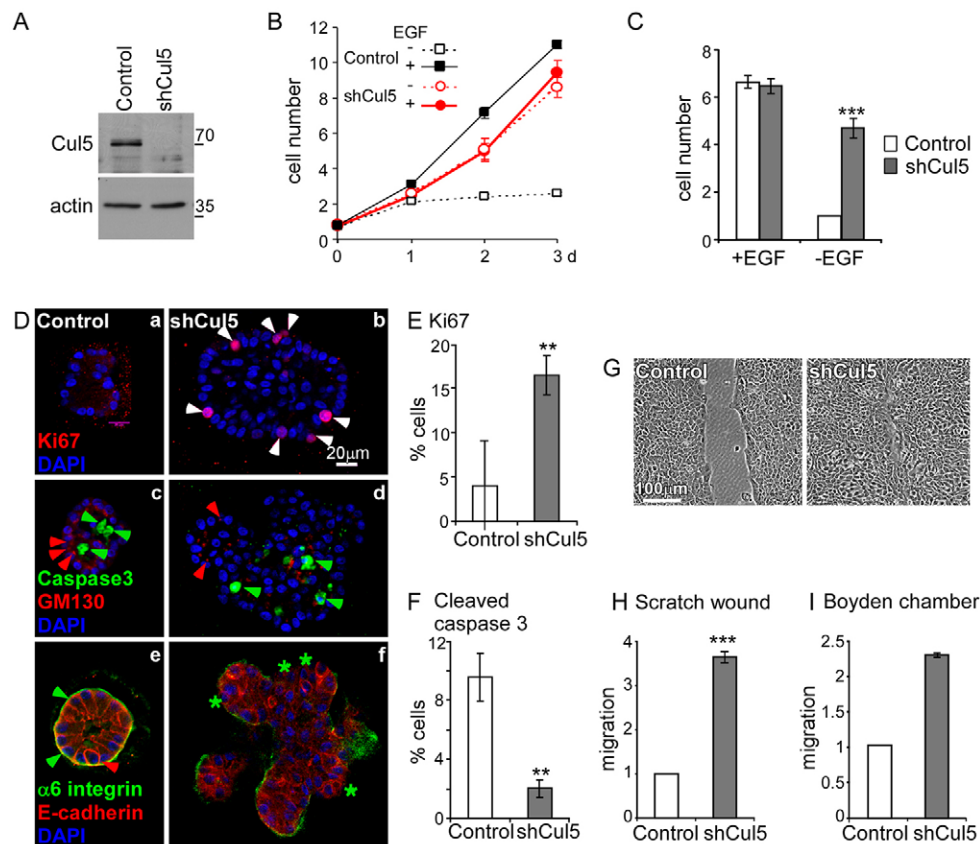 A
Control
shCul5
Cul5
70
actin
35
B
EGF
Control
-
+
shCul5
-
+
cell number
12
10
8
6
4
2
0
0 1 2 3 d
C
cell number
8
6
4
2
0
***
Control
shCul5
+EGF -EGF
D
Control a
Ki67
DAPI
shCul5 b
20μm
c
Caspase3
GM130
DAPI
d
e
α6 integrin
E-cadherin
DAPI
f
* * * *
E Ki67
% cells
20
15
10
5
0
**
Control shCul5
F Cleaved
caspase 3
% cells
12
8
4
0
**
Control shCul5
G
Control
100μm
shCul5
H Scratch wound
migration
4
3
2
1
0
***
Control shCul5
I Boyden chamber
migration
2.5
2
1.5
1
0.5
0
Control shCul5